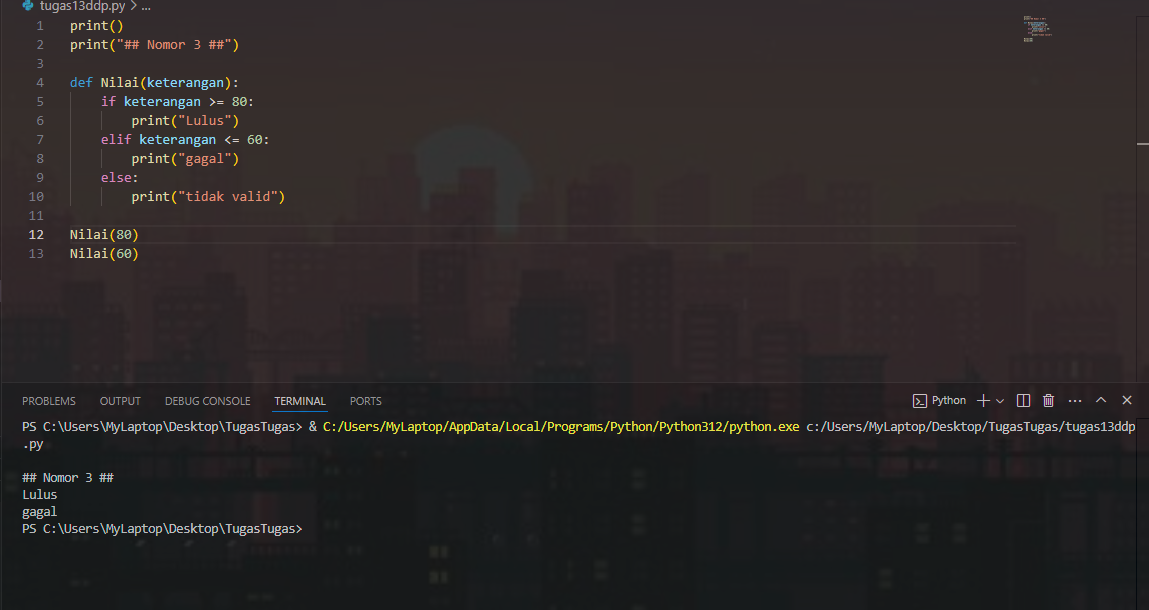 tugas13ddp.py > ...
1 print()
2 print("## Nomor 3 ##")
3
4 def Nilai(keterangan):
5     if keterangan >= 80:
6         print("Lulus")
7     elif keterangan <= 60:
8         print("gagal")
9     else:
10         print("tidak valid")
11
12 Nilai(80)
13 Nilai(60)
PROBLEMS OUTPUT DEBUG CONSOLE TERMINAL PORTS Python
PS C:\Users\MyLaptop\Desktop\TugasTugas> & C:/Users/MyLaptop/AppData/Local/Programs/Python/Python312/python.exe c:/Users/MyLaptop/Desktop/TugasTugas/tugas13ddp
.py
## Nomor 3 ##
Lulus
gagal
PS C:\Users\MyLaptop\Desktop\TugasTugas>